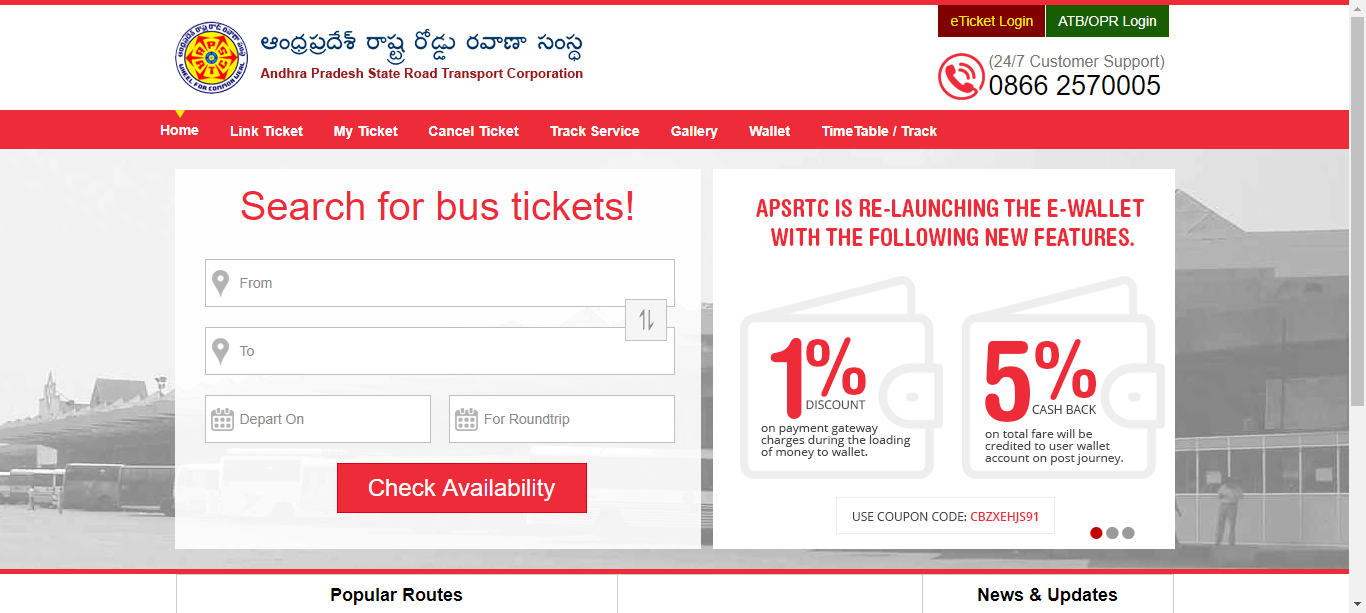 eTicket Login
ATB/OPR Login
ఆంధ్రప్రదేశ్ రాష్ట్ర రోడ్డు రవాణా సంస్థ
Andhra Pradesh State Road Transport Corporation
(24/7 Customer Support)
0866 2570005
Home
Link Ticket
My Ticket
Cancel Ticket
Track Service
Gallery
Wallet
TimeTable / Track
Search for bus tickets!
From
To
Depart On
For Roundtrip
Check Availability
APSRTC IS RE-LAUNCHING THE E-WALLET
WITH THE FOLLOWING NEW FEATURES.
1%
DISCOUNT
on payment gateway
charges during the loading
of money to wallet.
5%
CASH BACK
on total fare will be
credited to user wallet
account on post journey.
USE COUPON CODE: CBZXEHJS91
Popular Routes
News & Updates